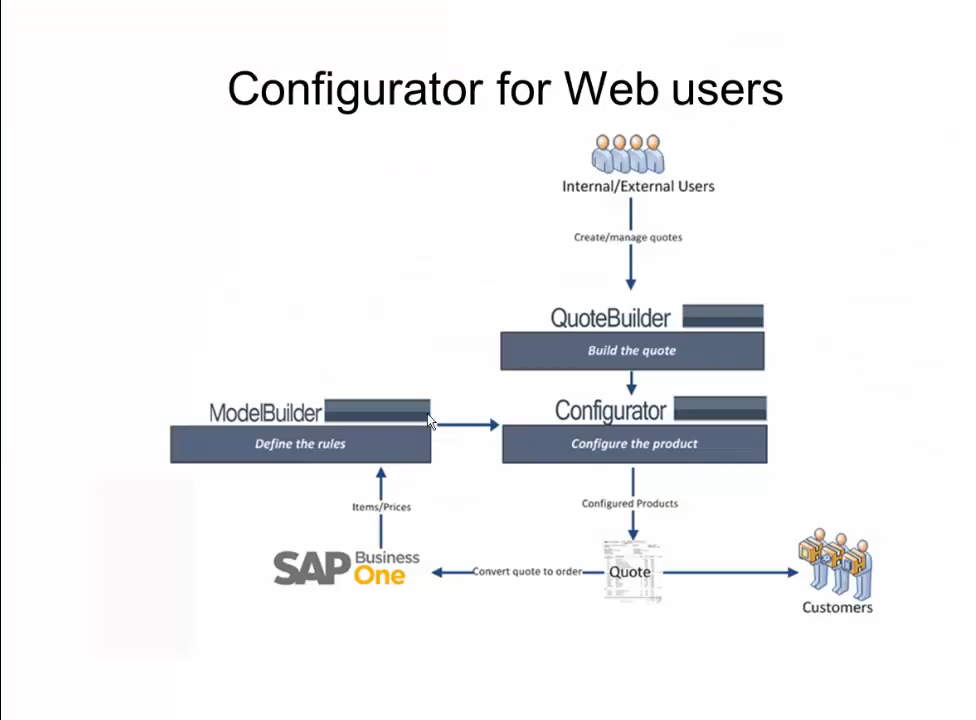 Configurator for Web users
Internal/External Users
Create/manage quotes
QuoteBuilder
Build the quote
ModelBuilder
Configurator
Define the rules
Configure the product
Items/Prices
Configured Products
SAP Business One
Convert quote to order
Quote
Customers